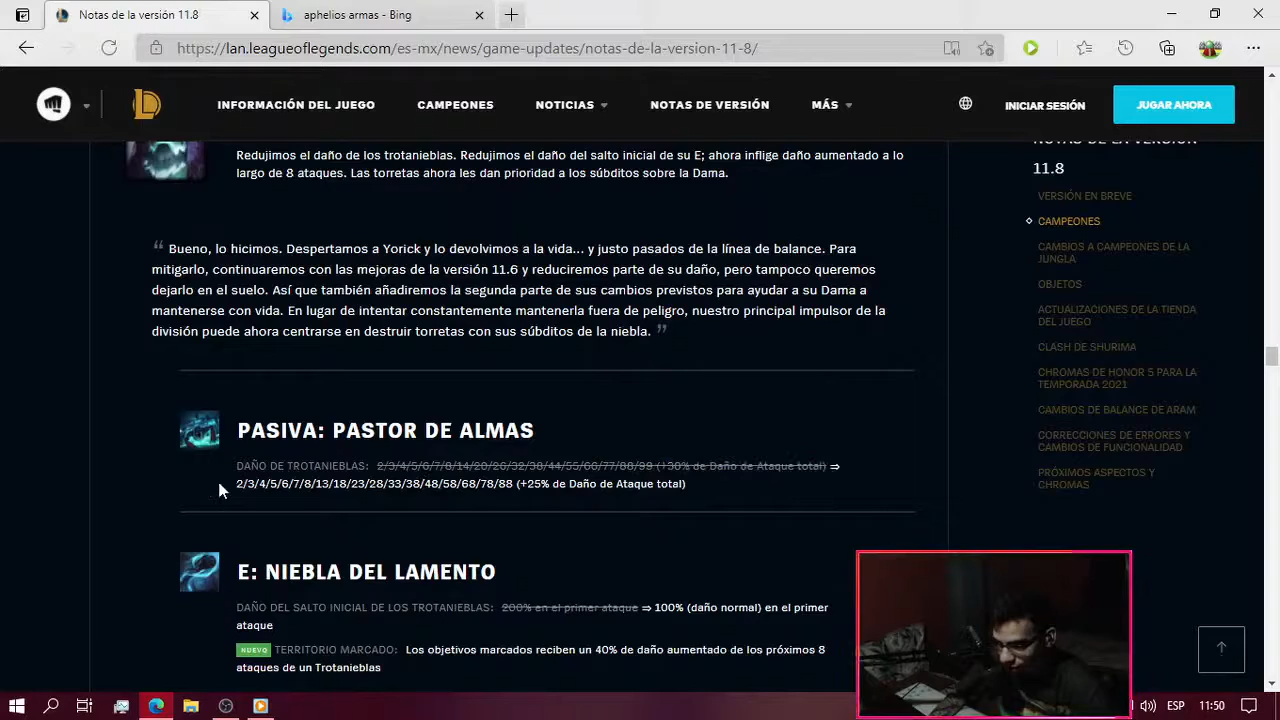 Notas de la versión 11.8
aphelios armas - Bing
https://lan.leagueoflegends.com/es-mx/news/game-updates/notas-de-la-version-11-8/
INFORMACIÓN DEL JUEGO
CAMPEONES
NOTICIAS
NOTAS DE VERSIÓN
MÁS
INICIAR SESIÓN
JUGAR AHORA
Redujimos el daño de los trotanieblas. Redujimos el daño del salto inicial de su E; ahora inflige daño aumentado a lo
largo de 8 ataques. Las torretas ahora les dan prioridad a los súbditos sobre la Dama.
“ Bueno, lo hicimos. Despertamos a Yorick y lo devolvimos a la vida... y justo pasados de la línea de balance. Para
mitigarlo, continuaremos con las mejoras de la versión 11.6 y reduciremos parte de su daño, pero tampoco queremos
dejarlo en el suelo. Así que también añadiremos la segunda parte de sus cambios previstos para ayudar a su Dama a
mantenerse con vida. En lugar de intentar constantemente mantenerla fuera de peligro, nuestro principal impulsor de la
división puede ahora centrarse en destruir torretas con sus súbditos de la niebla. ”
PASIVA: PASTOR DE ALMAS
DAÑO DE TROTANIEBLAS: 2/3/4/5/6/7/8/14/20/26/32/38/44/55/66/77/88/99 (+30% de Daño de Ataque total) ⇒
2/3/4/5/6/7/8/13/18/23/28/33/38/48/58/68/78/88 (+25% de Daño de Ataque total)
E: NIEBLA DEL LAMENTO
DAÑO DEL SALTO INICIAL DE LOS TROTANIEBLAS: 200% en el primer ataque ⇒ 100% (daño normal) en el primer
ataque
NUEVO TERRITORIO MARCADO: Los objetivos marcados reciben un 40% de daño aumentado de los próximos 8
ataques de un Trotanieblas
NOTAS DE LA VERSIÓN
11.8
VERSIÓN EN BREVE
CAMPEONES
CAMBIOS A CAMPEONES DE LA
JUNGLA
OBJETOS
ACTUALIZACIONES DE LA TIENDA
DEL JUEGO
CLASH DE SHURIMA
CHROMAS DE HONOR 5 PARA LA
TEMPORADA 2021
CAMBIOS DE BALANCE DE ARAM
CORRECCIONES DE ERRORES Y
CAMBIOS DE FUNCIONALIDAD
PRÓXIMOS ASPECTOS Y
CHROMAS
ESP
11:50